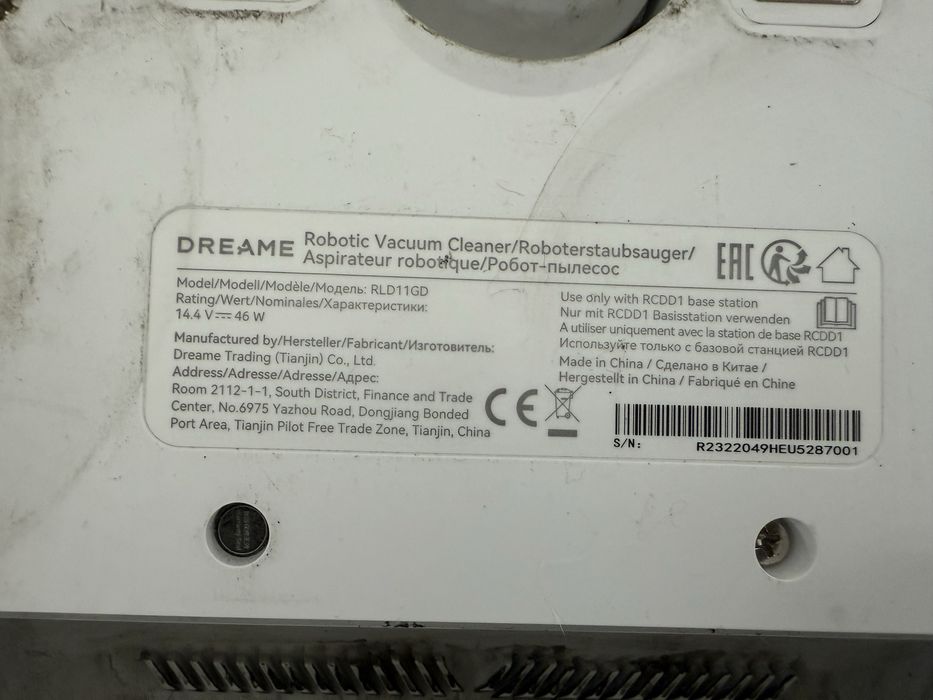 DREAME
Robotic Vacuum Cleaner/Roboterstaubsauger/
Aspirateur robotique/Робот-пылесос
EAC
Model/Modell/Modèle/Модель: RLD11GD
Rating/Wert/Nominales/Характеристики:
14.4 V⎓46 W
Manufactured by/Hersteller/Fabricant/Изготовитель:
Dreame Trading (Tianjin) Co., Ltd.
Address/Adresse/Adresse/Адрес:
Room 2112-1-1, South District, Finance and Trade
Center, No.6975 Yazhou Road, Dongjiang Bonded
Port Area, Tianjin Pilot Free Trade Zone, Tianjin, China
Use only with RCDD1 base station
Nur mit RCDD1 Basisstation verwenden
A utiliser uniquement avec la station de base RCDD1
Используйте только с базовой станцией RCDD1
Made in China / Сделано в Китае /
Hergestellt in China / Fabriqué en Chine
CE
S/N: R2322049HEU5287001